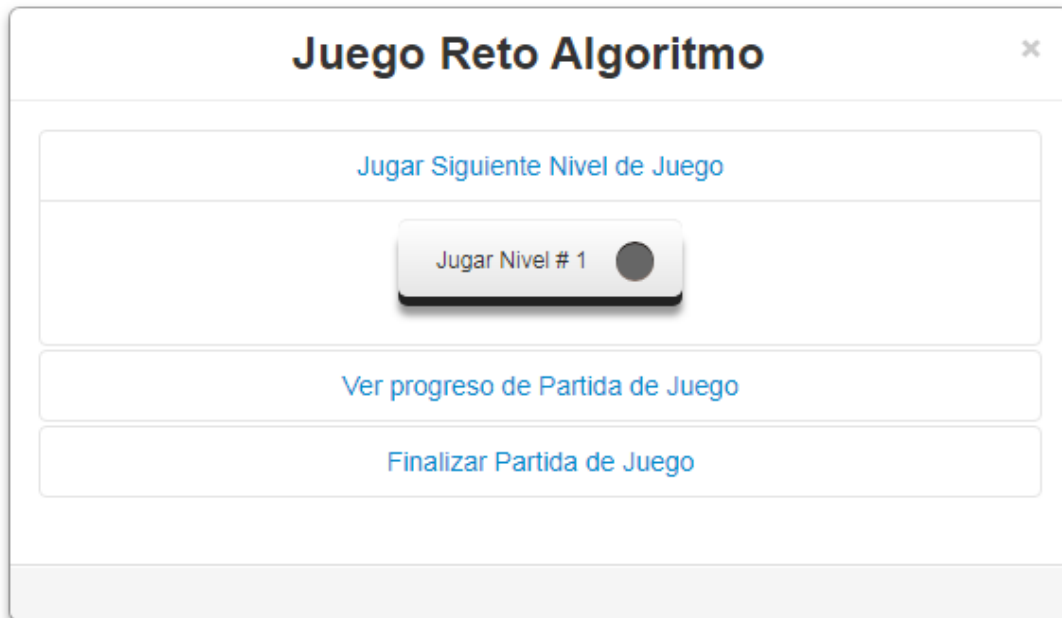 Juego Reto Algoritmo ×
Jugar Siguiente Nivel de Juego
Jugar Nivel # 1
Ver progreso de Partida de Juego
Finalizar Partida de Juego